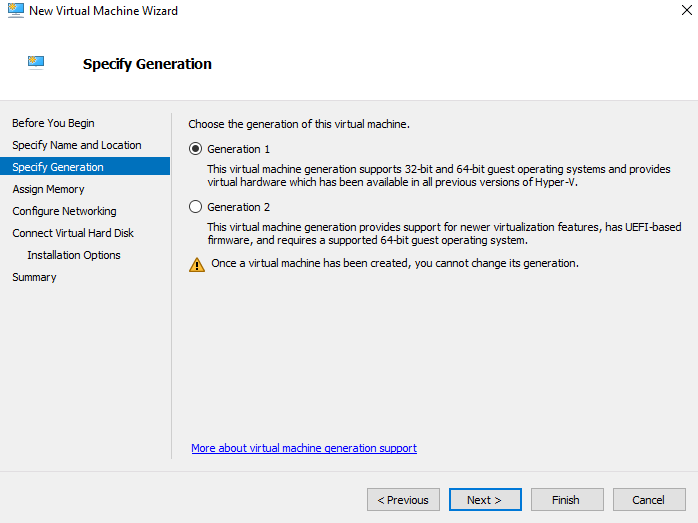 New Virtual Machine Wizard
Specify Generation
Before You Begin
Specify Name and Location
Specify Generation
Assign Memory
Configure Networking
Connect Virtual Hard Disk
Installation Options
Summary
Choose the generation of this virtual machine.
Generation 1
This virtual machine generation supports 32-bit and 64-bit guest operating systems and provides
virtual hardware which has been available in all previous versions of Hyper-V.
Generation 2
This virtual machine generation provides support for newer virtualization features, has UEFI-based
firmware, and requires a supported 64-bit guest operating system.
Once a virtual machine has been created, you cannot change its generation.
More about virtual machine generation support
< Previous
Next >
Finish
Cancel